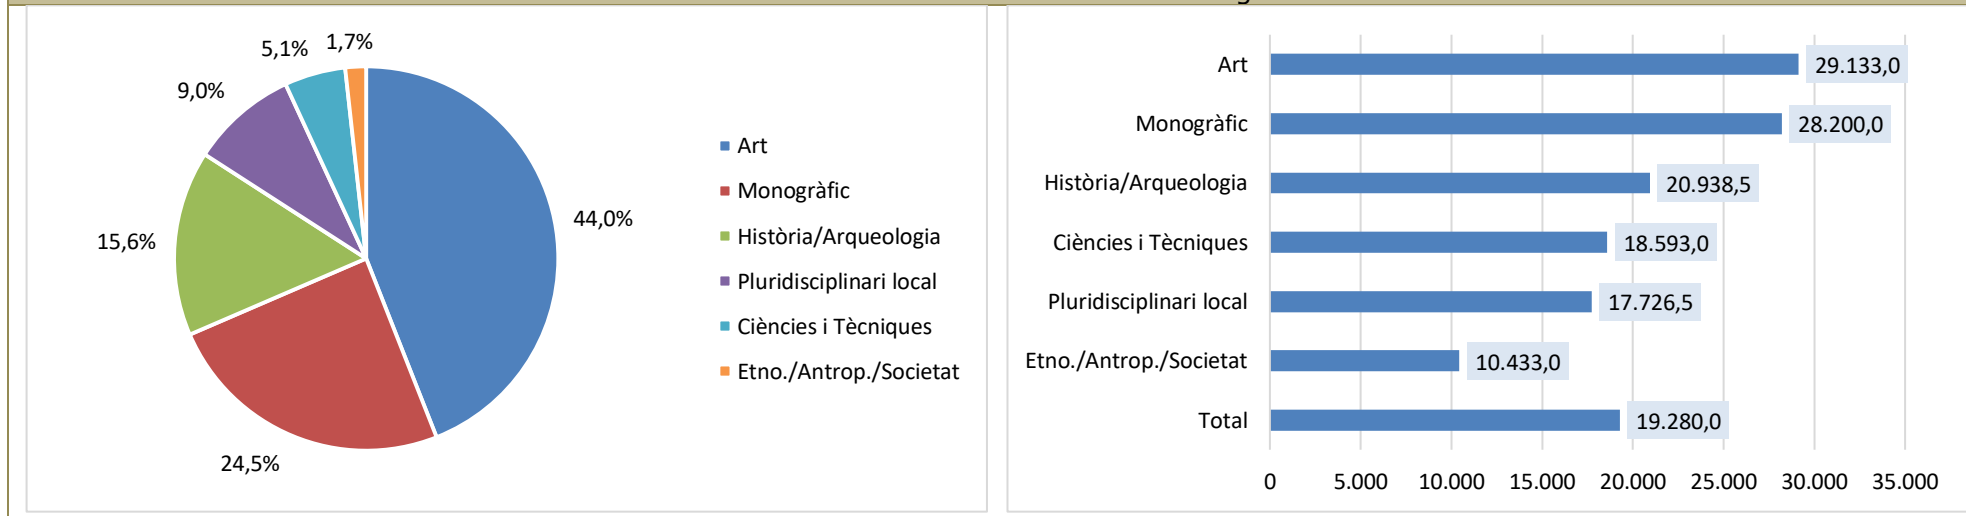 5,1%
1,7%
9,0%
15,6%
44,0%
24,5%
Art
Monogràfic
Història/Arqueologia
Pluridisciplinari local
Ciències i Tècniques
Etno./Antrop./Societat
Art 29.133,0
Monogràfic 28.200,0
Història/Arqueologia 20.938,5
Ciències i Tècniques 18.593,0
Pluridisciplinari local 17.726,5
Etno./Antrop./Societat 10.433,0
Total 19.280,0
0 5.000 10.000 15.000 20.000 25.000 30.000 35.000